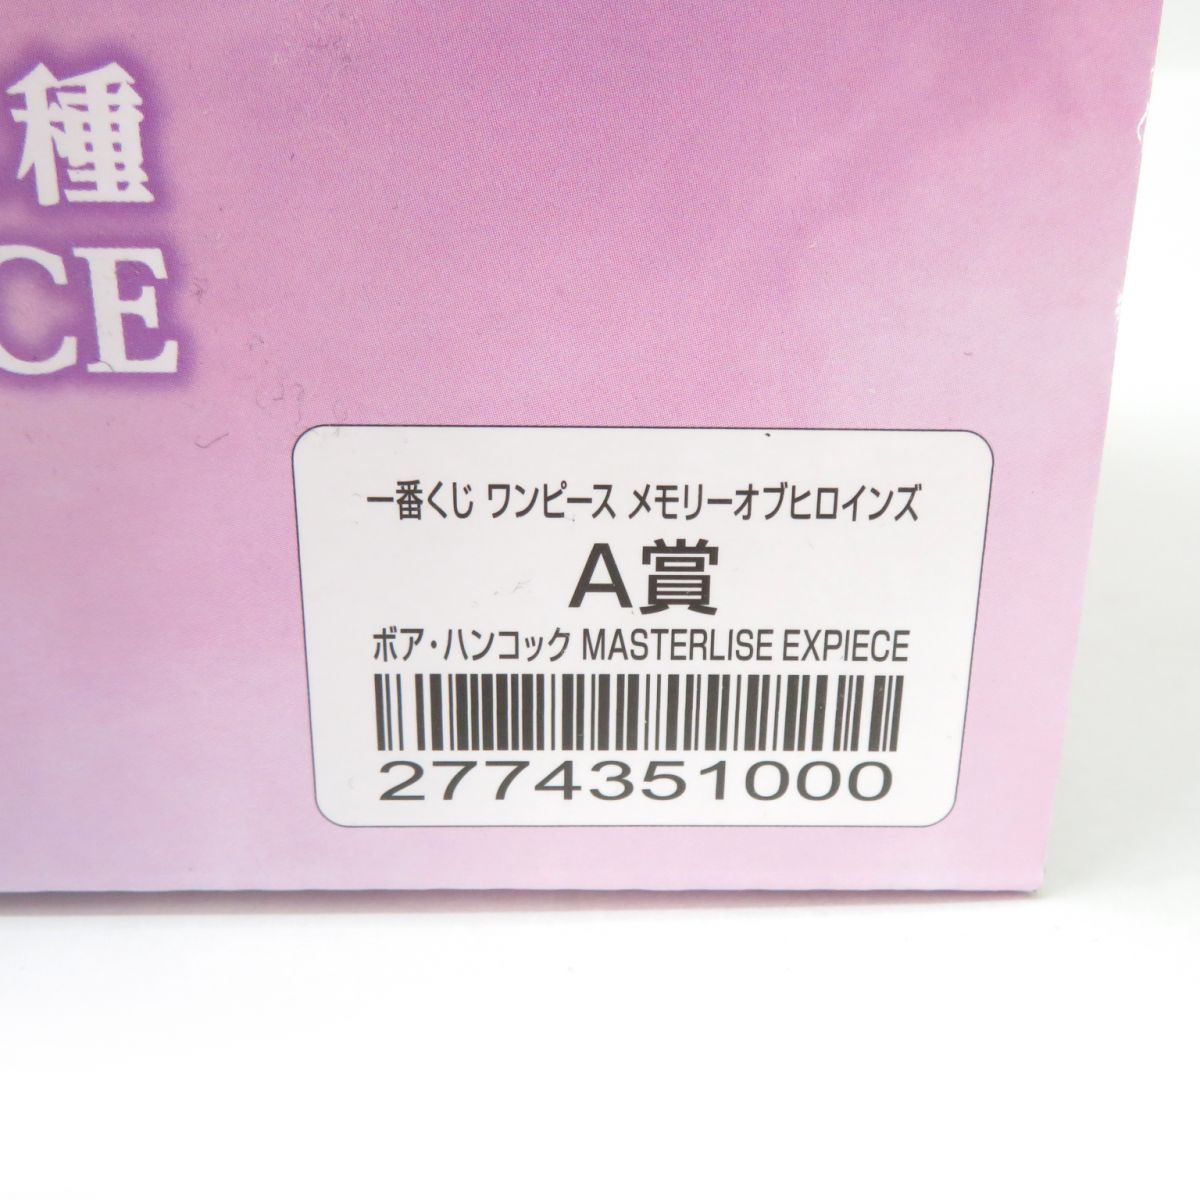 種
CE
一番くじ ワンピース メモリーオブヒロインズ
A賞
ボア・ハンコック MASTERLISE EXPIECE
2774351000